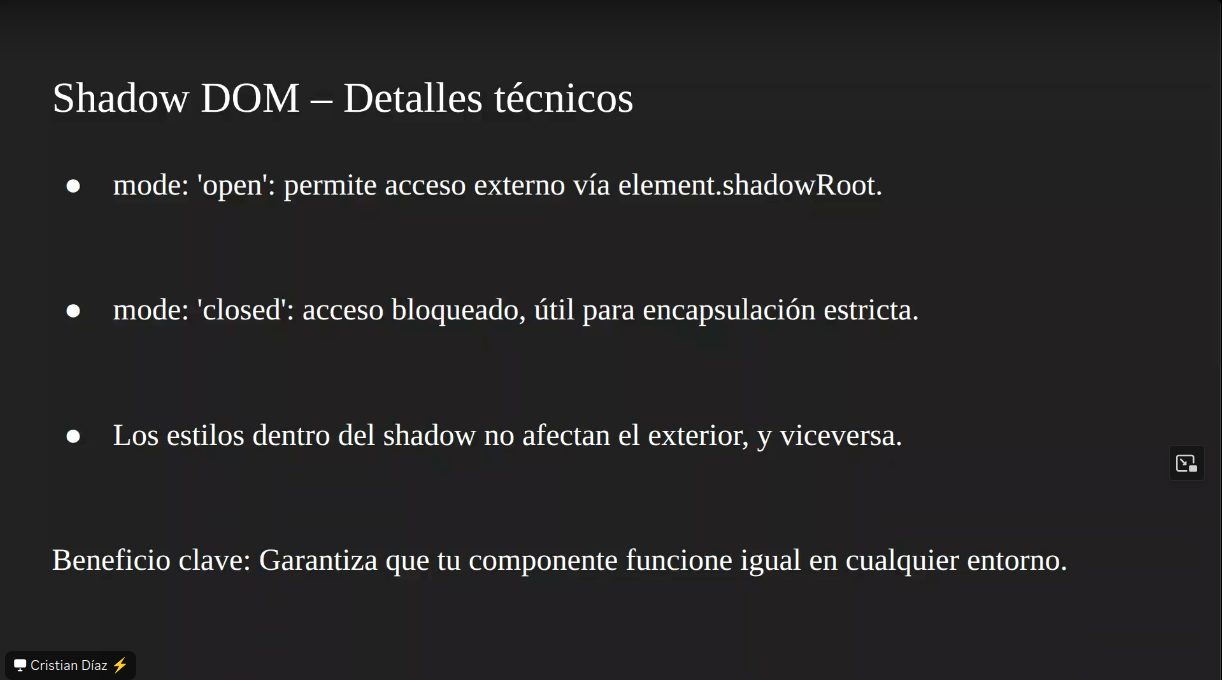 Shadow DOM – Detalles técnicos
● mode: 'open': permite acceso externo vía element.shadowRoot.
● mode: 'closed': acceso bloqueado, útil para encapsulación estricta.
● Los estilos dentro del shadow no afectan el exterior, y viceversa.
Beneficio clave: Garantiza que tu componente funcione igual en cualquier entorno.
Cristian Díaz ⚡